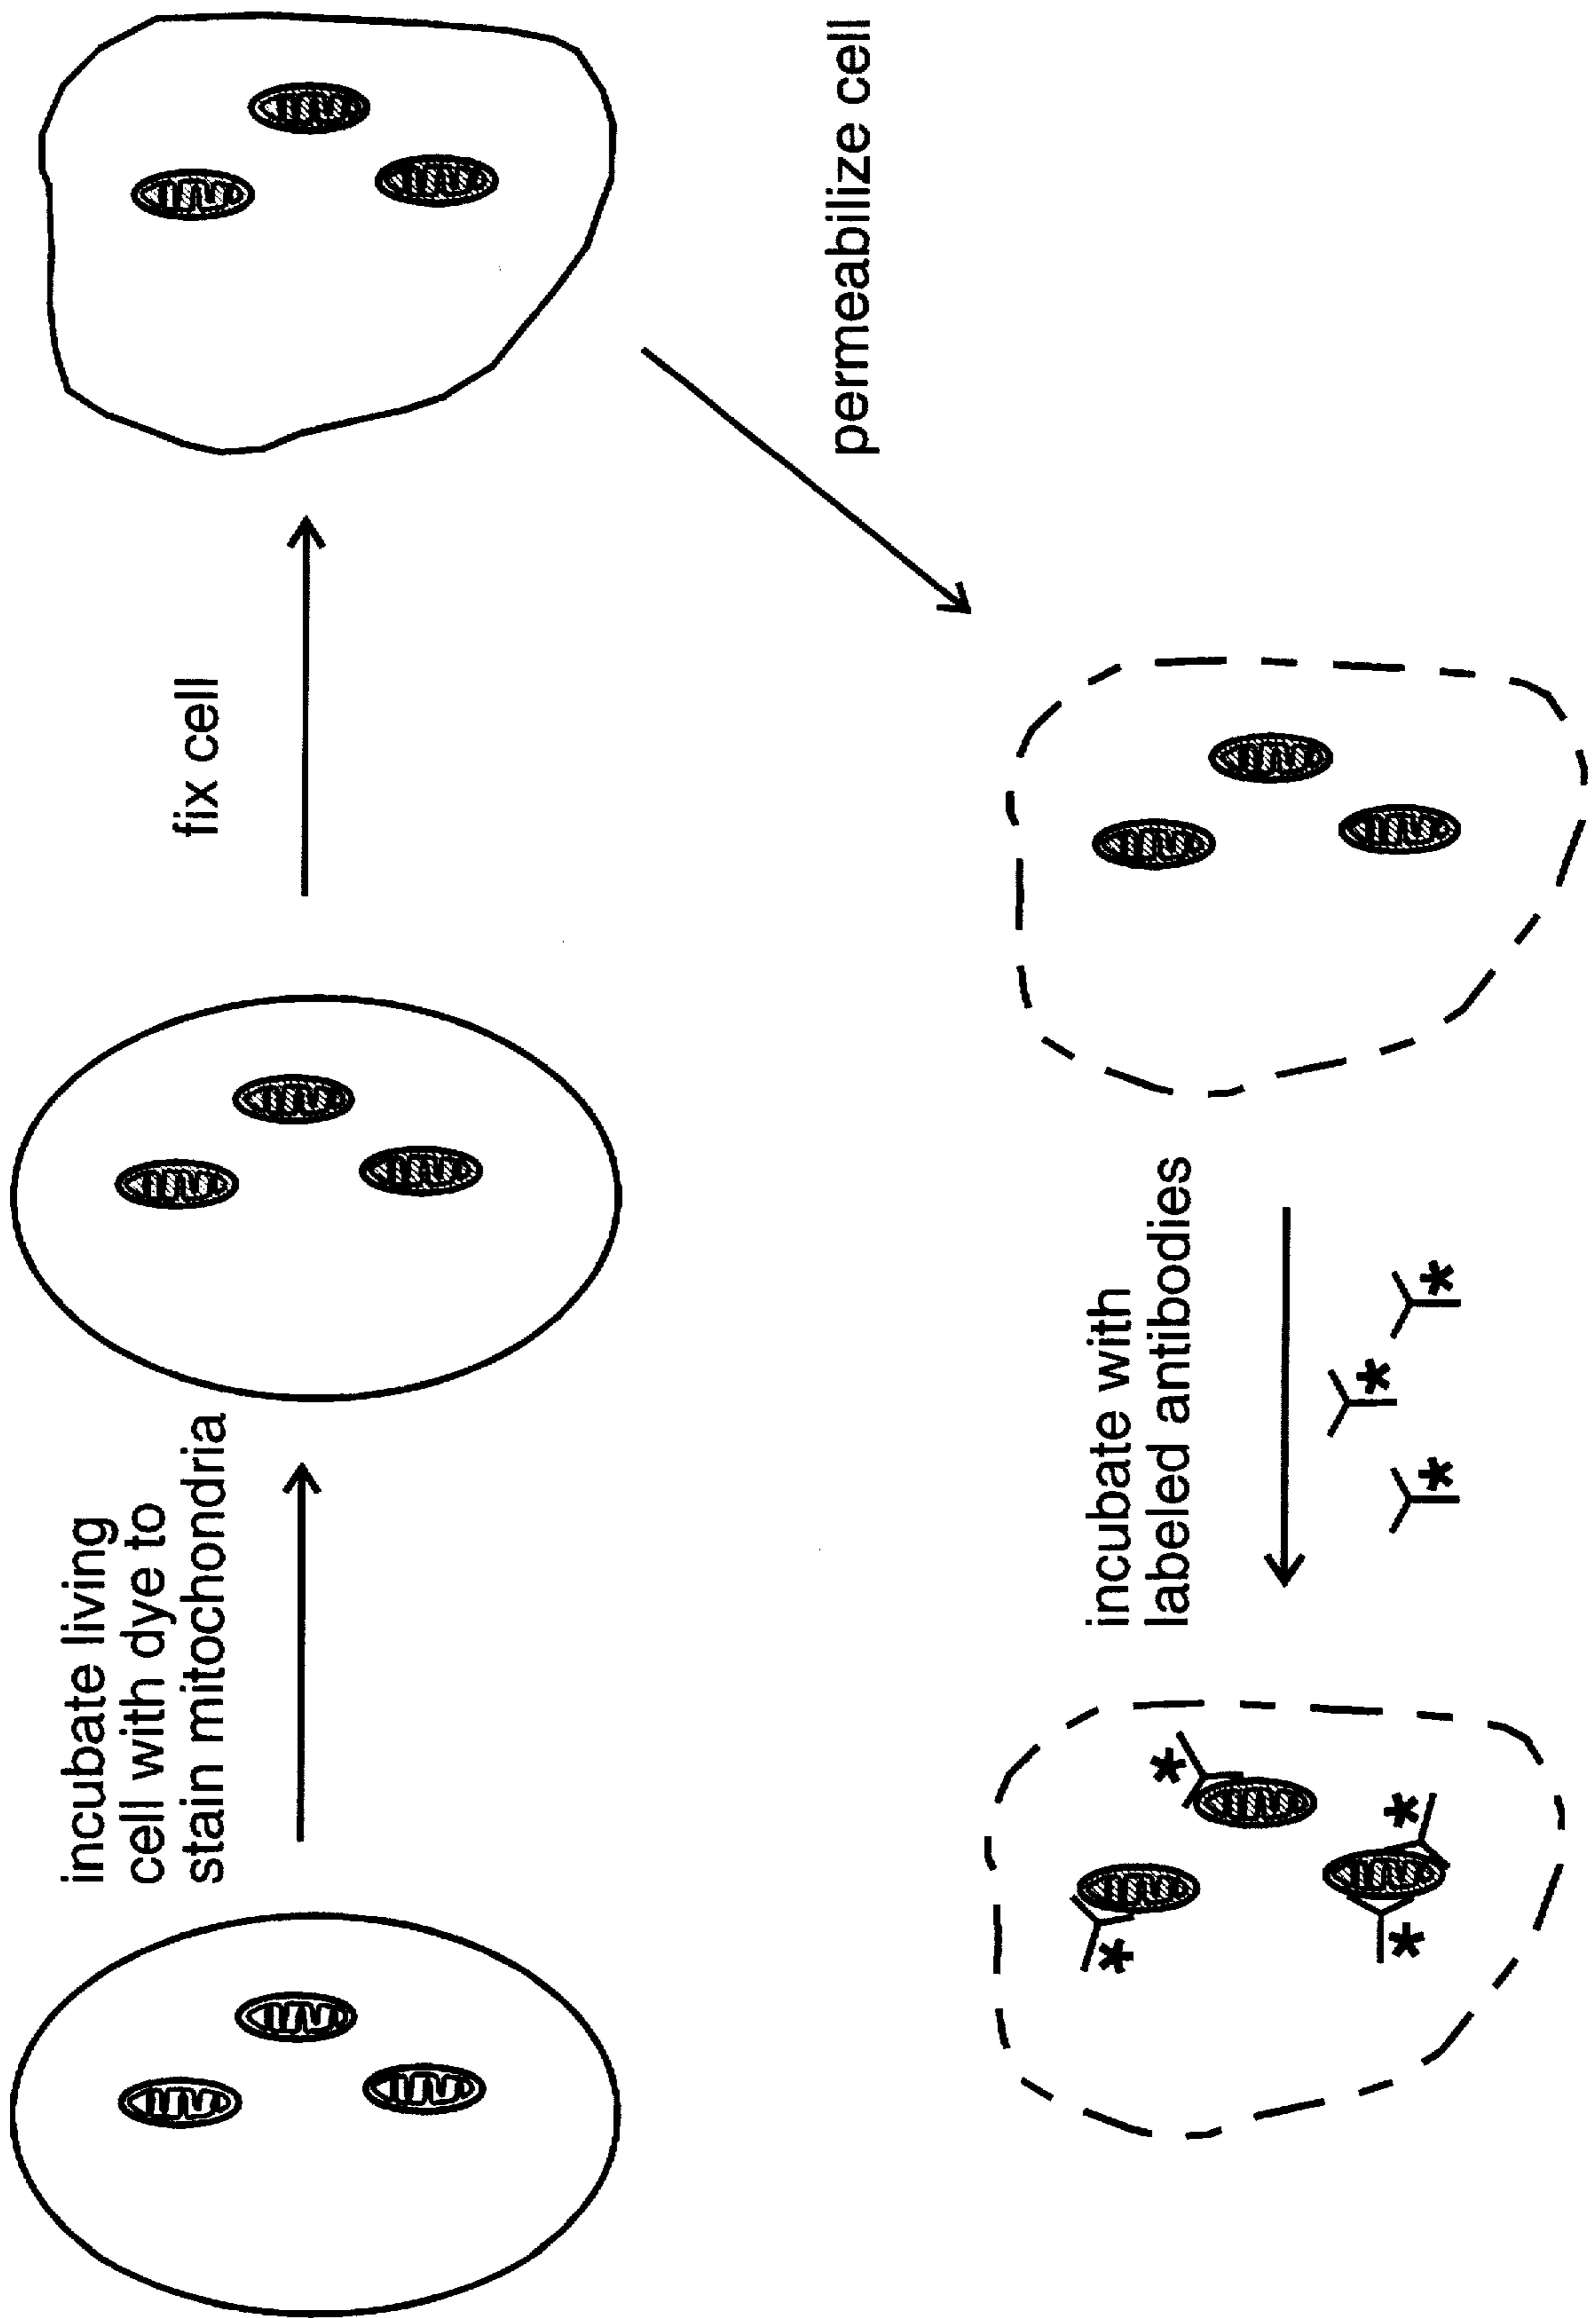 incubate living
cell with dye to
stain mitochondria
fix cell
permeabilize cell
incubate with
labeled antibodies
* * *
* * * *